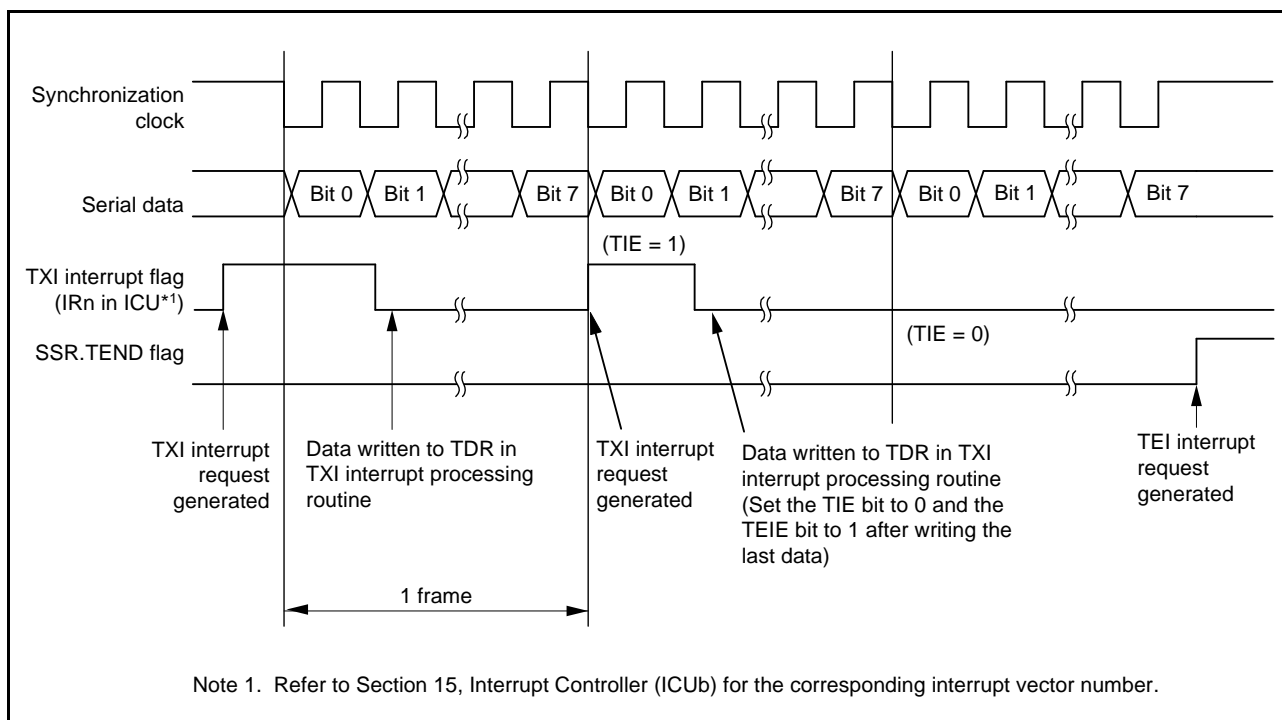 Synchronization
clock
Serial data
Bit 0 Bit 1 Bit 7 Bit 0 Bit 1 Bit 7 Bit 0 Bit 1 Bit 7
(TIE = 1)
TXI interrupt flag
(IRn in ICU*1)
(TIE = 0)
SSR.TEND flag
TXI interrupt
request
generated
Data written to TDR in
TXI interrupt processing
routine
TXI interrupt
request
generated
Data written to TDR in TXI
interrupt processing routine
(Set the TIE bit to 0 and the
TEIE bit to 1 after writing the
last data)
TEI interrupt
request
generated
1 frame
Note 1. Refer to Section 15, Interrupt Controller (ICUb) for the corresponding interrupt vector number.